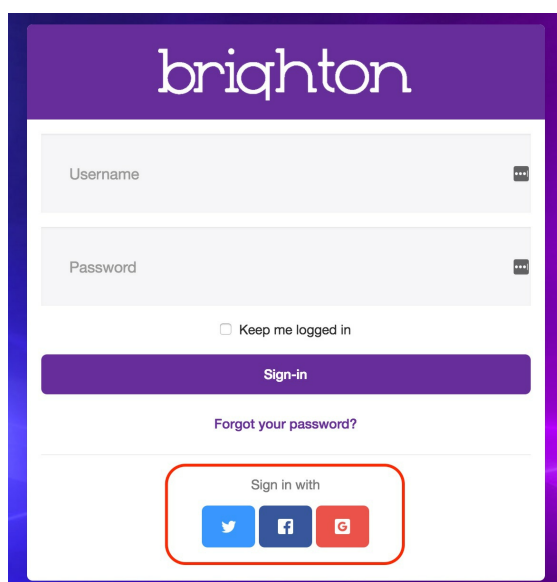 brighton
Username
Password
Keep me logged in
Sign-in
Forgot your password?
Sign in with